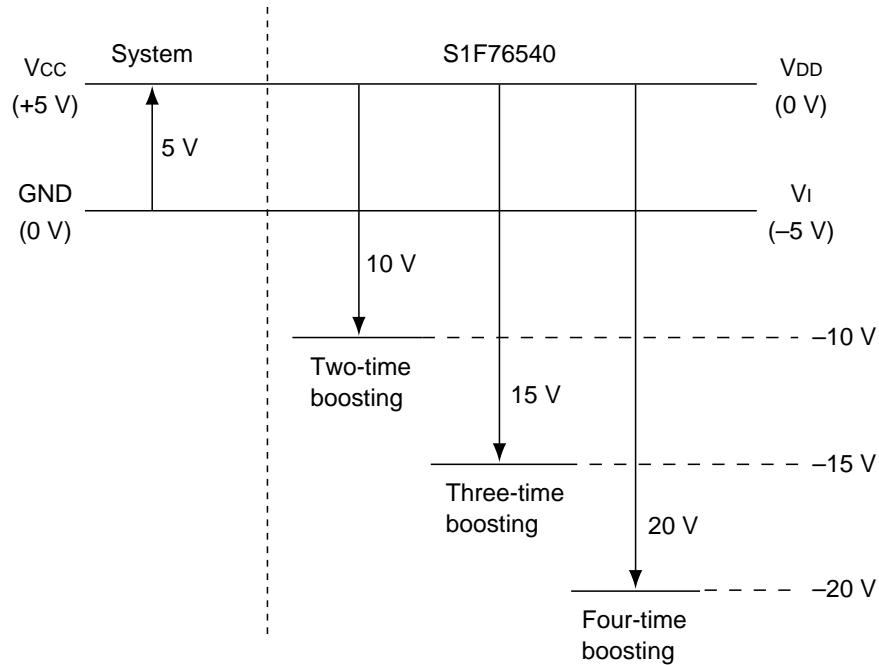 System
S1F76540
VCC
(+5 V)
VDD
(0 V)
5 V
GND
(0 V)
VI
(–5 V)
10 V
–10 V
Two-time
boosting
15 V
–15 V
Three-time
boosting
20 V
–20 V
Four-time
boosting